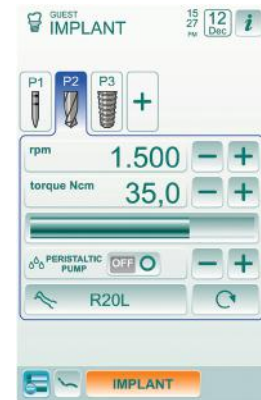 GUEST
IMPLANT
15
27
PM
12
Dec
i
P1 P2 P3 +
rpm 1.500 − +
torque Ncm 35,0 − +
PERISTALTIC
PUMP OFF − +
R20L
IMPLANT